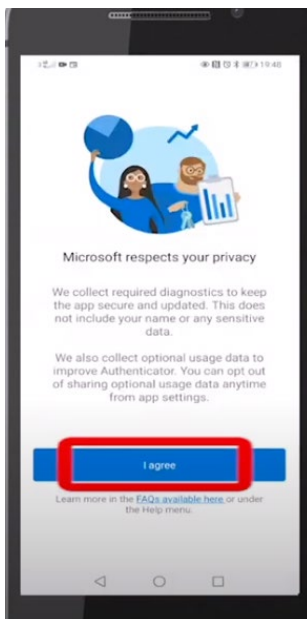 19:48
Microsoft respects your privacy
We collect required diagnostics to keep
the app secure and updated. This does
not include your name or any sensitive
data.
We also collect optional usage data to
improve Authenticator. You can opt out
of sharing optional usage data anytime
from app settings.
I agree
Learn more in the FAQs available here or under
the Help menu.